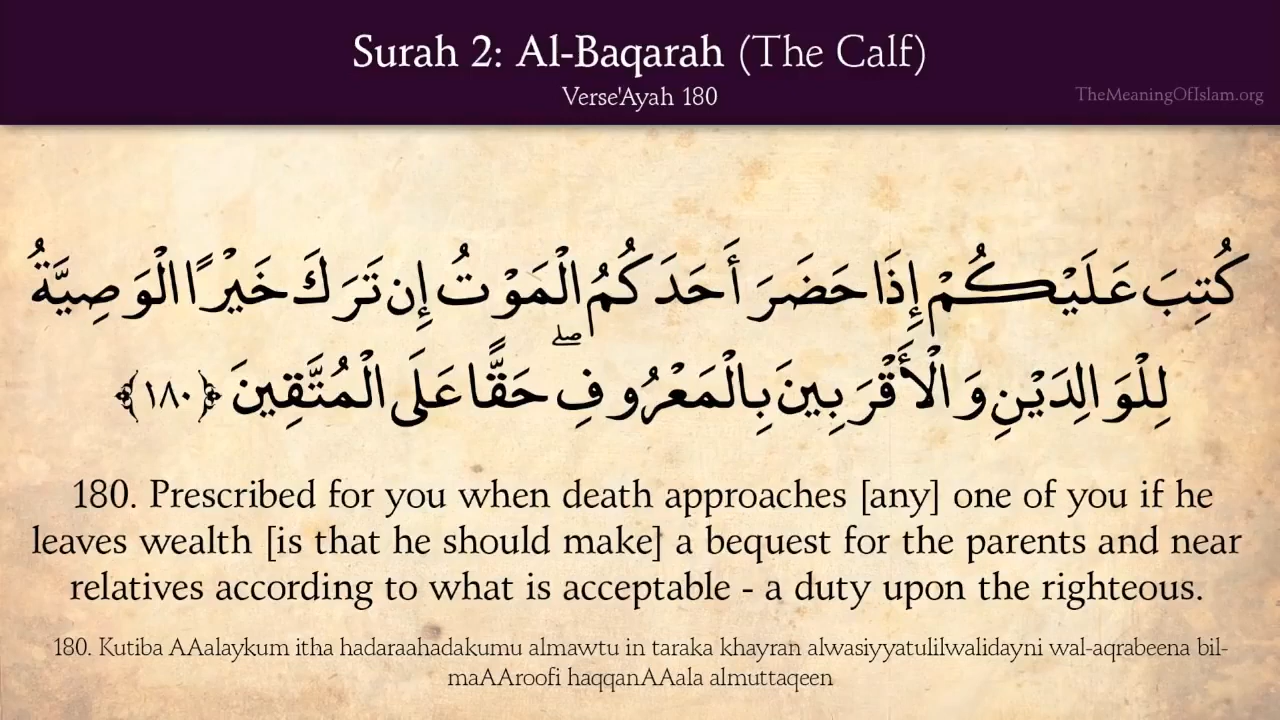 Surah 2: Al-Baqarah (The Calf)
Verse'Ayah 180
TheMeaningOfIslam.org
كُتِبَ عَلَيْكُمْ إِذَا حَضَرَ أَحَدَكُمُ الْمَوْتُ إِن تَرَكَ خَيْرًا الْوَصِيَّةُ
لِلْوَالِدَيْنِ وَالْأَقْرَبِينَ بِالْمَعْرُوفِ ۖ حَقًّا عَلَى الْمُتَّقِينَ ﴿١٨٠﴾
180. Prescribed for you when death approaches [any] one of you if he
leaves wealth [is that he should make] a bequest for the parents and near
relatives according to what is acceptable - a duty upon the righteous.
180. Kutiba AAalaykum itha hadaraahadakumu almawtu in taraka khayran alwasiyyatulilwalidayni wal-aqrabeena bil-
maAAroofi haqqanAAala almuttaqeen